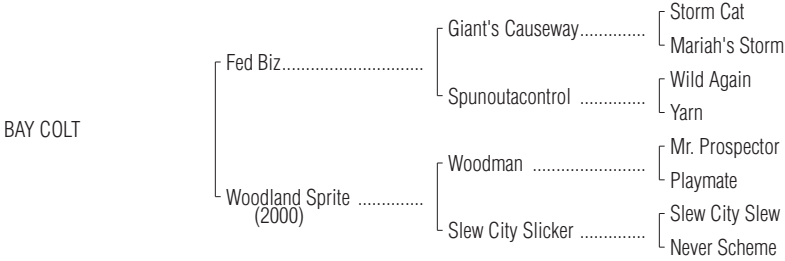 Storm Cat
Giant's Causeway..............
Mariah's Storm
Fed Biz..............................
Wild Again
Spunoutacontrol ..............
Yarn
BAY COLT
Mr. Prospector
Woodman ........................
Playmate
Woodland Sprite ..............
(2000)
Slew City Slew
Slew City Slicker ..............
Never Scheme